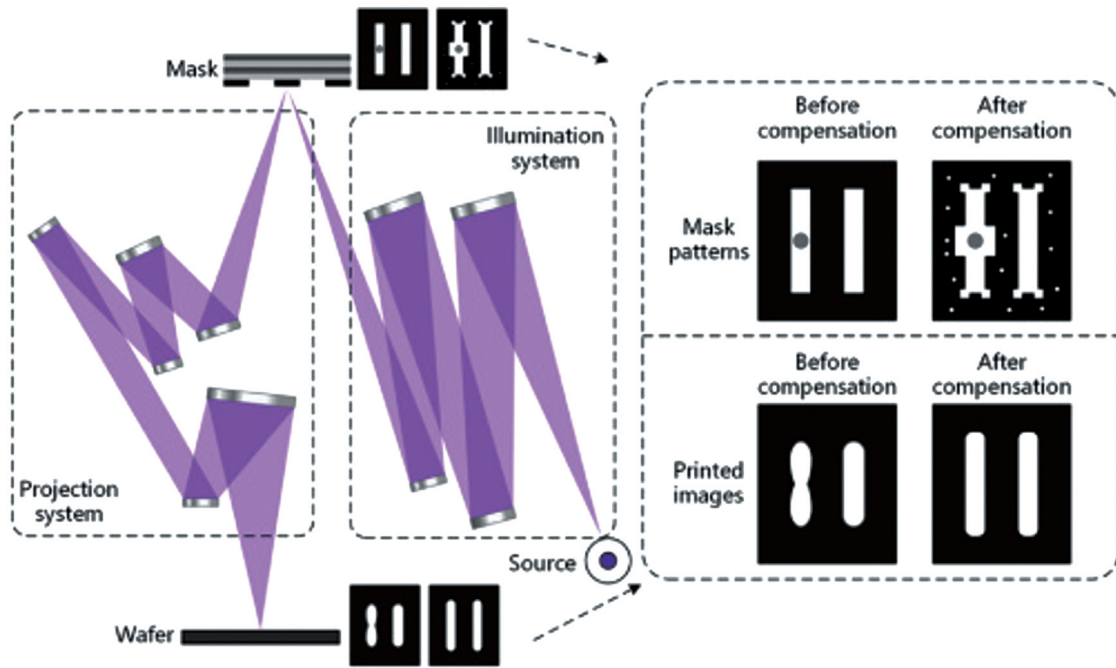 Mask
Illumination
system
Projection
system
Source
Wafer
Before
compensation
After
compensation
Mask
patterns
Before
compensation
After
compensation
Printed
images